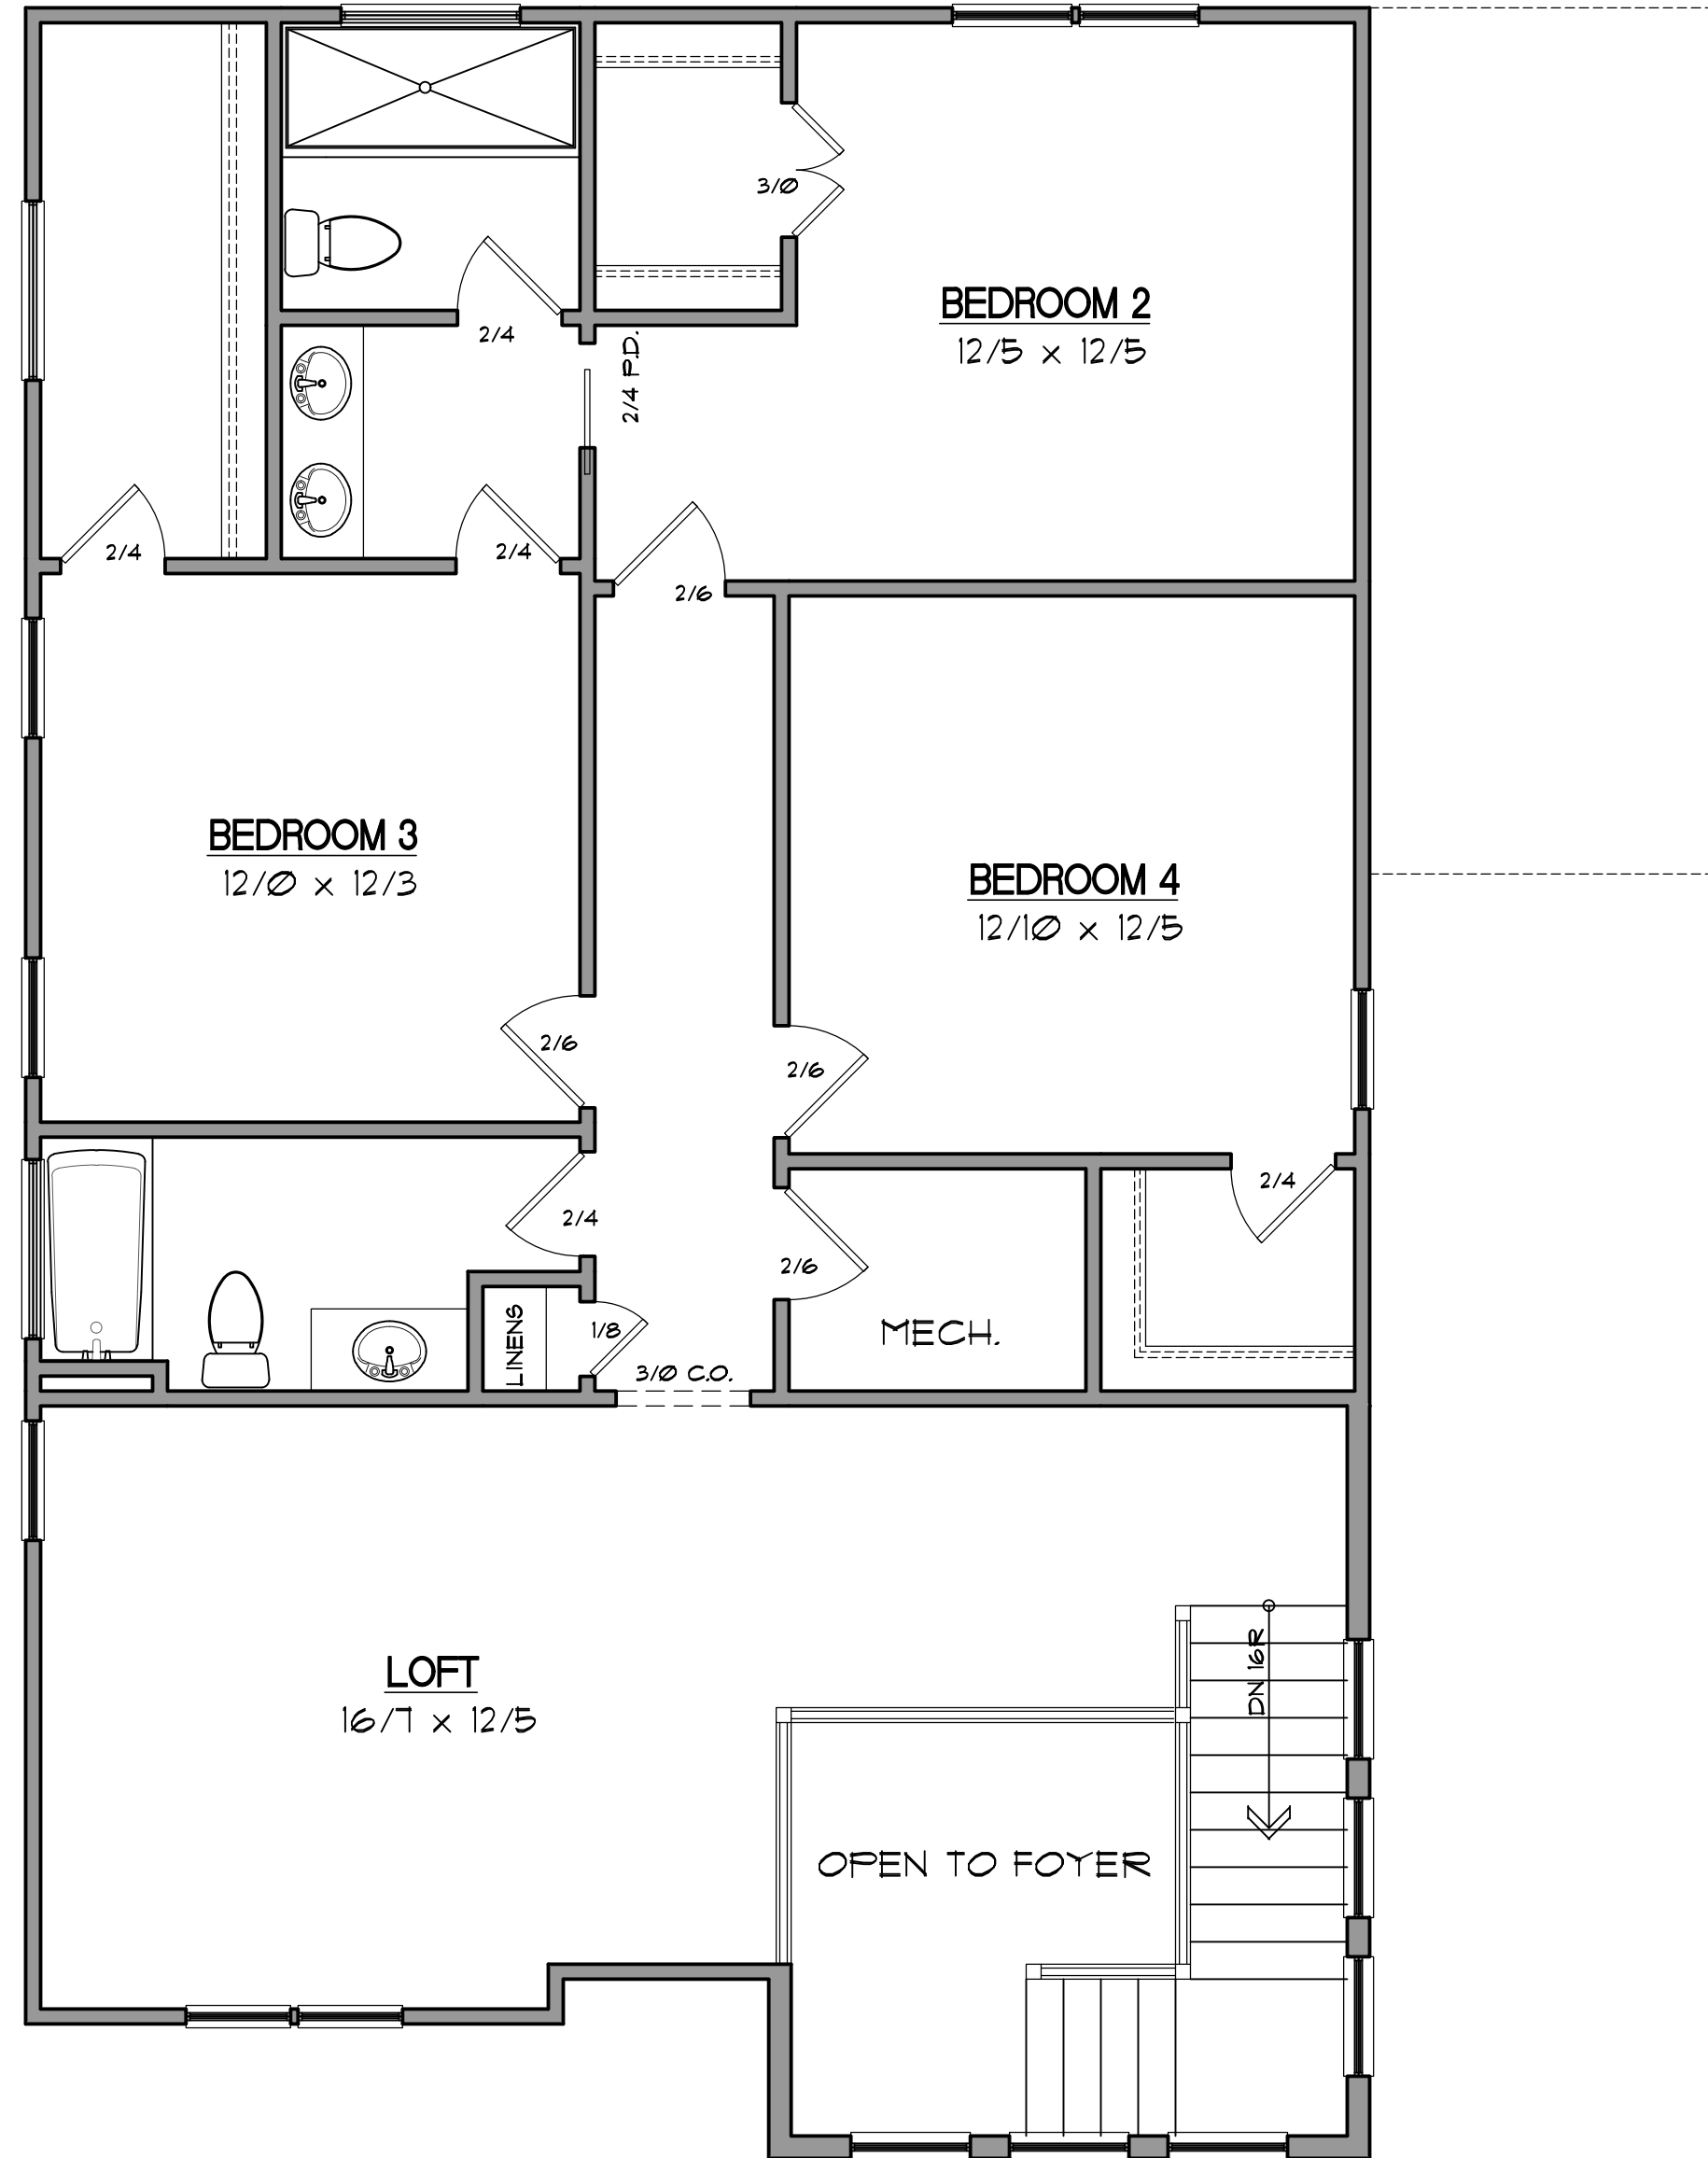 3/0
BEDROOM 2
12/5 x 12/5
2/4
2/4 P.D.
2/4
2/4
2/6
BEDROOM 3
12/0 x 12/3
BEDROOM 4
12/10 x 12/5
2/6
2/6
2/4
2/4
2/6
LINENS
1/8
MECH.
3/0 C.O.
LOFT
16/7 x 12/5
DN 16R
OPEN TO FOYER